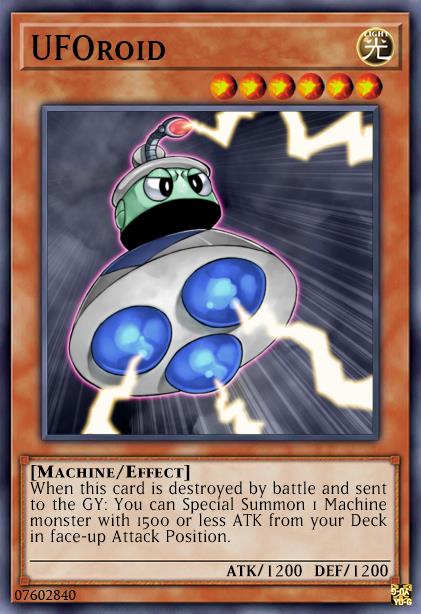 UFOROID
LIGHT
光
[MACHINE/EFFECT]
When this card is destroyed by battle and sent
to the GY: You can Special Summon 1 Machine
monster with 1500 or less ATK from your Deck
in face-up Attack Position.
ATK/1200 DEF/1200
07602840